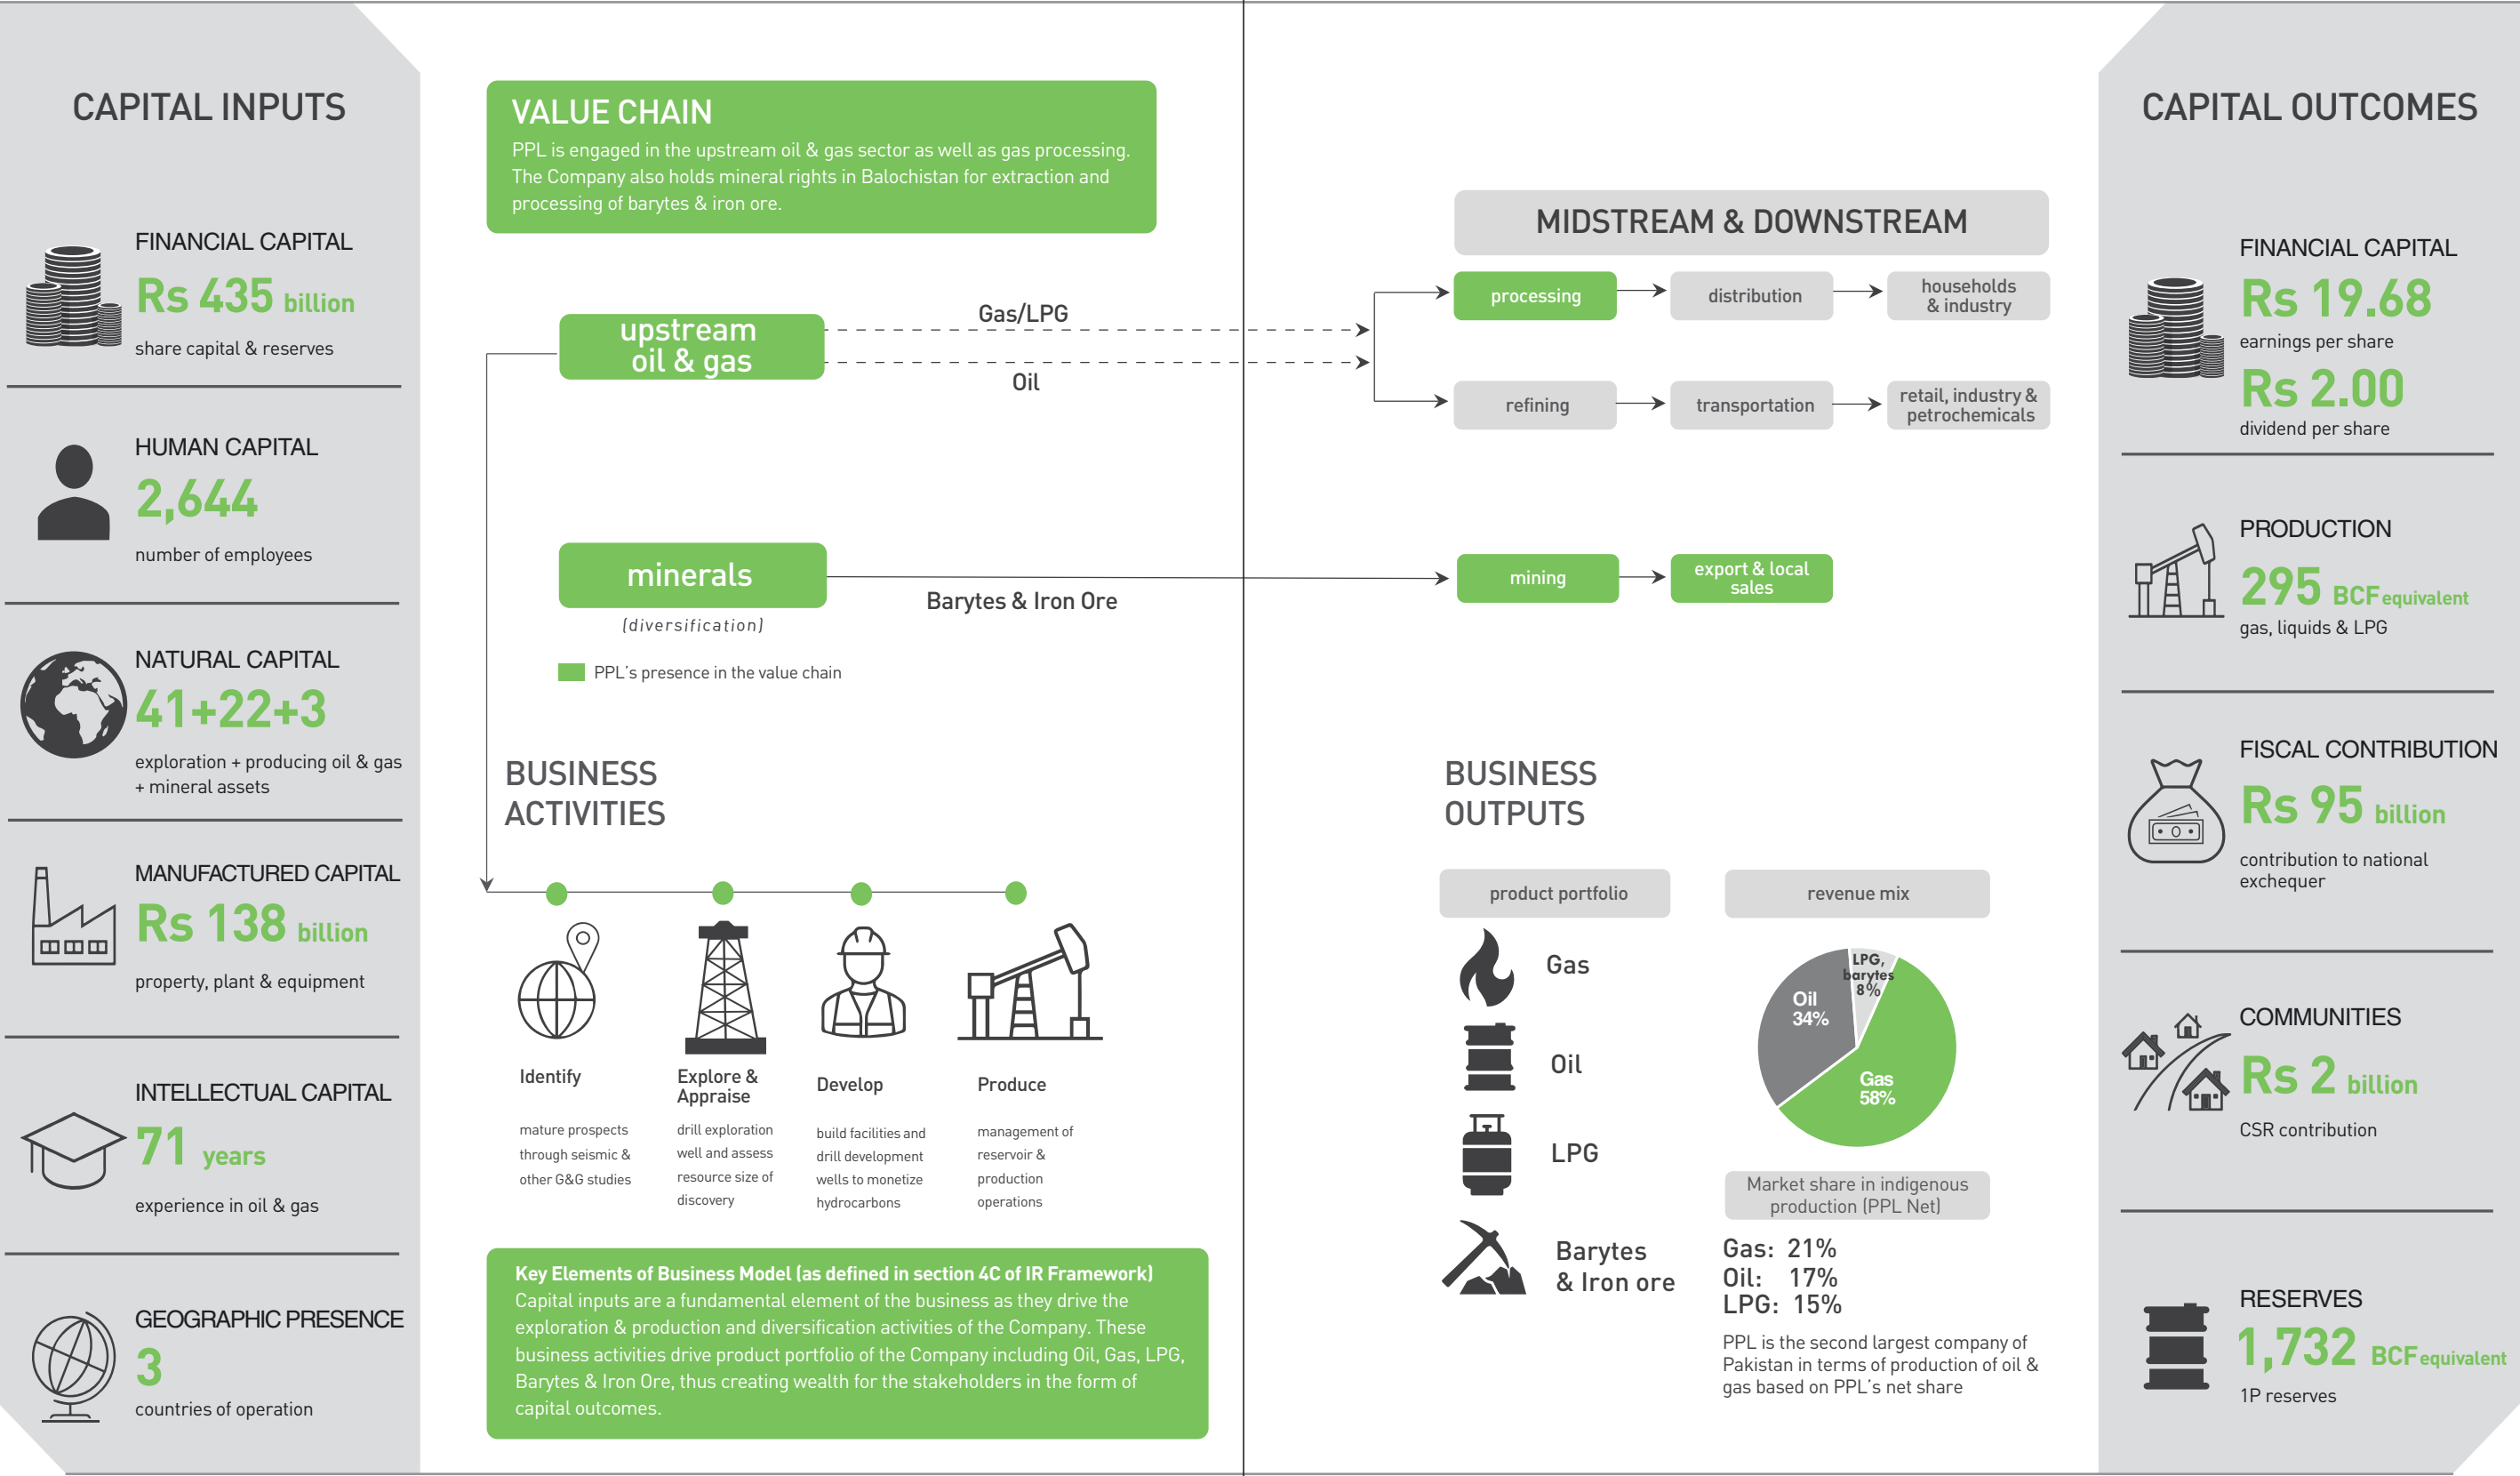 CAPITAL INPUTS
FINANCIAL CAPITAL
Rs 435 billion
share capital & reserves
HUMAN CAPITAL
2,644
number of employees
NATURAL CAPITAL
41+22+3
exploration + producing oil & gas
+ mineral assets
MANUFACTURED CAPITAL
Rs 138 billion
property, plant & equipment
INTELLECTUAL CAPITAL
71 years
experience in oil & gas
GEOGRAPHIC PRESENCE
3
countries of operation
VALUE CHAIN
PPL is engaged in the upstream oil & gas sector as well as gas processing.
The Company also holds mineral rights in Balochistan for extraction and
processing of barytes & iron ore.
upstream
oil & gas
Gas/LPG
Oil
minerals
(diversification)
Barytes & Iron Ore
PPL's presence in the value chain
MIDSTREAM & DOWNSTREAM
processing
distribution
households
& industry
refining
transportation
retail, industry &
petrochemicals
mining
export & local
sales
BUSINESS
ACTIVITIES
Identify
mature prospects
through seismic &
other G&G studies
Explore &
Appraise
drill exploration
well and assess
resource size of
discovery
Develop
build facilities and
drill development
wells to monetize
hydrocarbons
Produce
management of
reservoir &
production
operations
Key Elements of Business Model (as defined in section 4C of IR Framework)
Capital inputs are a fundamental element of the business as they drive the
exploration & production and diversification activities of the Company. These
business activities drive product portfolio of the Company including Oil, Gas, LPG,
Barytes & Iron Ore, thus creating wealth for the stakeholders in the form of
capital outcomes.
BUSINESS
OUTPUTS
product portfolio
Gas
Oil
LPG
Barytes
& Iron ore
revenue mix
LPG,
barytes
8%
Oil
34%
Gas
58%
Market share in indigenous
production (PPL Net)
Gas: 21%
Oil: 17%
LPG: 15%
PPL is the second largest company of
Pakistan in terms of production of oil &
gas based on PPL's net share
CAPITAL OUTCOMES
FINANCIAL CAPITAL
Rs 19.68
earnings per share
Rs 2.00
dividend per share
PRODUCTION
295 BCF equivalent
gas, liquids & LPG
FISCAL CONTRIBUTION
Rs 95 billion
contribution to national
exchequer
COMMUNITIES
Rs 2 billion
CSR contribution
RESERVES
1,732 BCF equivalent
1P reserves